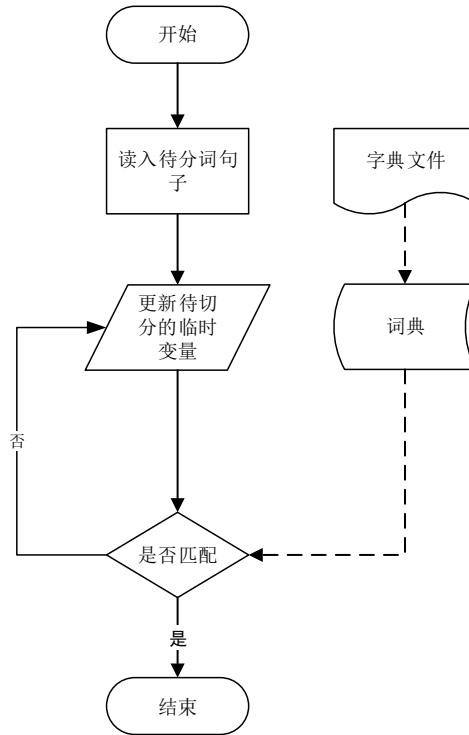 开始
读入待分词句
子
字典文件
更新待切
分的临时
变量
词典
否
是否匹配
是
结束